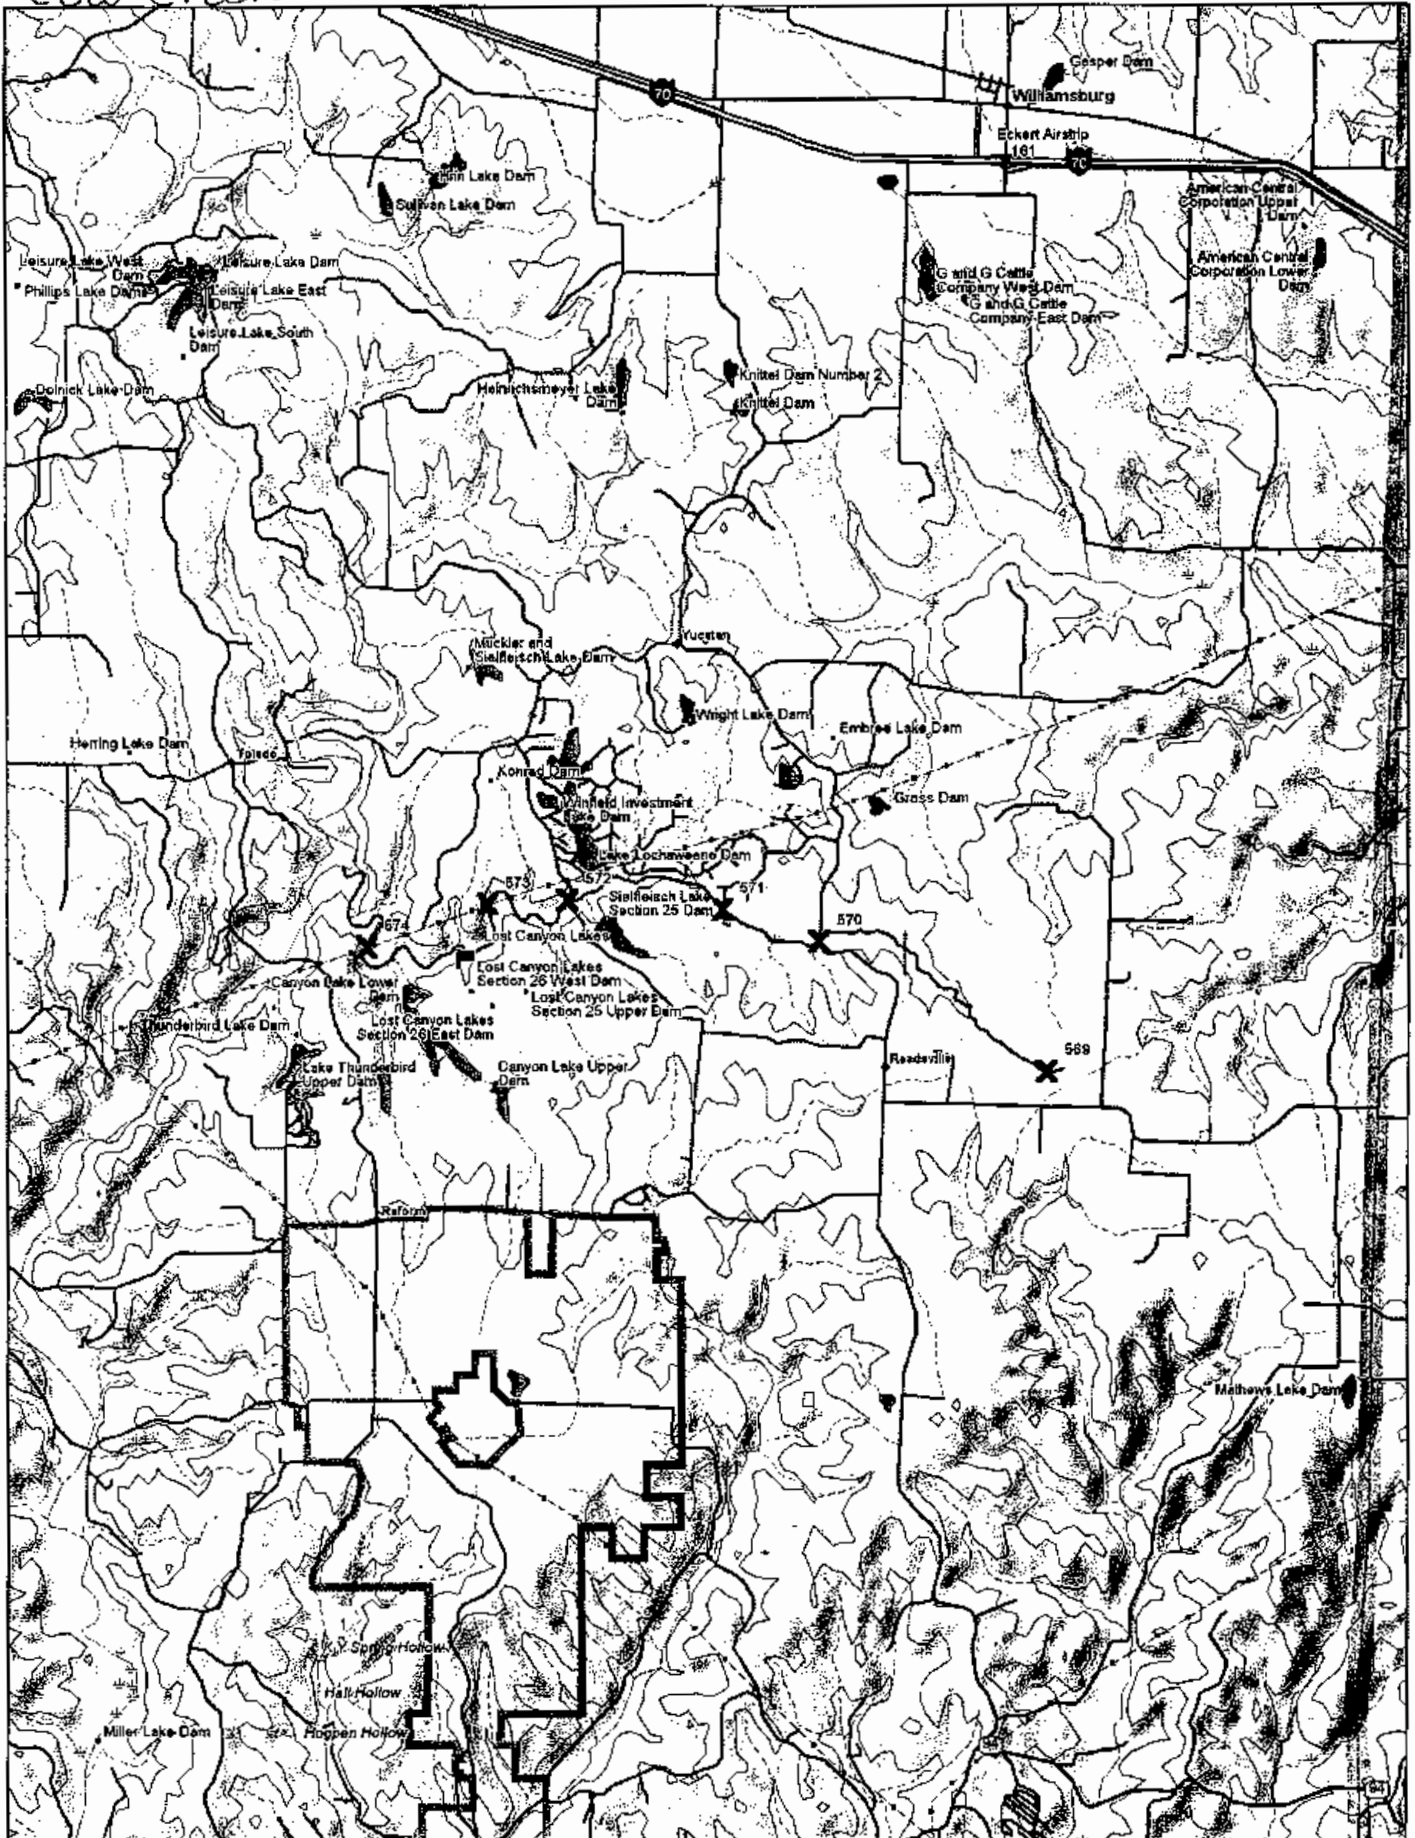 70
Gesper Dam
Williamsburg
Eckert Airstrip
161
70
Sullivan Lake Dam
American Central
Corporation Upper
Dam
Leisure Lake West
Dam
Leisure Lake Dam
American Central
Corporation Lower
Dam
Phillips Lake Dam
Leisure Lake East
Dam
G and G Cattle
Company West Dam
G and G Cattle
Company East Dam
Leisure Lake South
Dam
Dolnick Lake Dam
Heinrichsmeyer Lake
Dam
Knittel Dam Number 2
Knittel Dam
Yucatan
Muckler and
Sielfleisch Lake Dam
Wright Lake Dam
Embree Lake Dam
Herring Lake Dam
Toledo
Konrad Dam
Winfield Investment
Lake Dam
Grass Dam
Lake Lochaweeno Dam
573
572
571
Sielfleisch Lake
Section 25 Dam
570
574
Lost Canyon Lakes
Lost Canyon Lakes
Section 26 West Dam
Canyon Lake Lower
Dam
Lost Canyon Lakes
Section 25 Upper Dam
Thunderbird Lake Dam
Lost Canyon Lakes
Section 26 East Dam
569
Readsville
Lake Thunderbird
Upper Dam
Canyon Lake Upper
Dam
Reform
Mathews Lake Dam
Spring Hollow
Hall Hollow
Miller Lake Dam
Hoppen Hollow
94